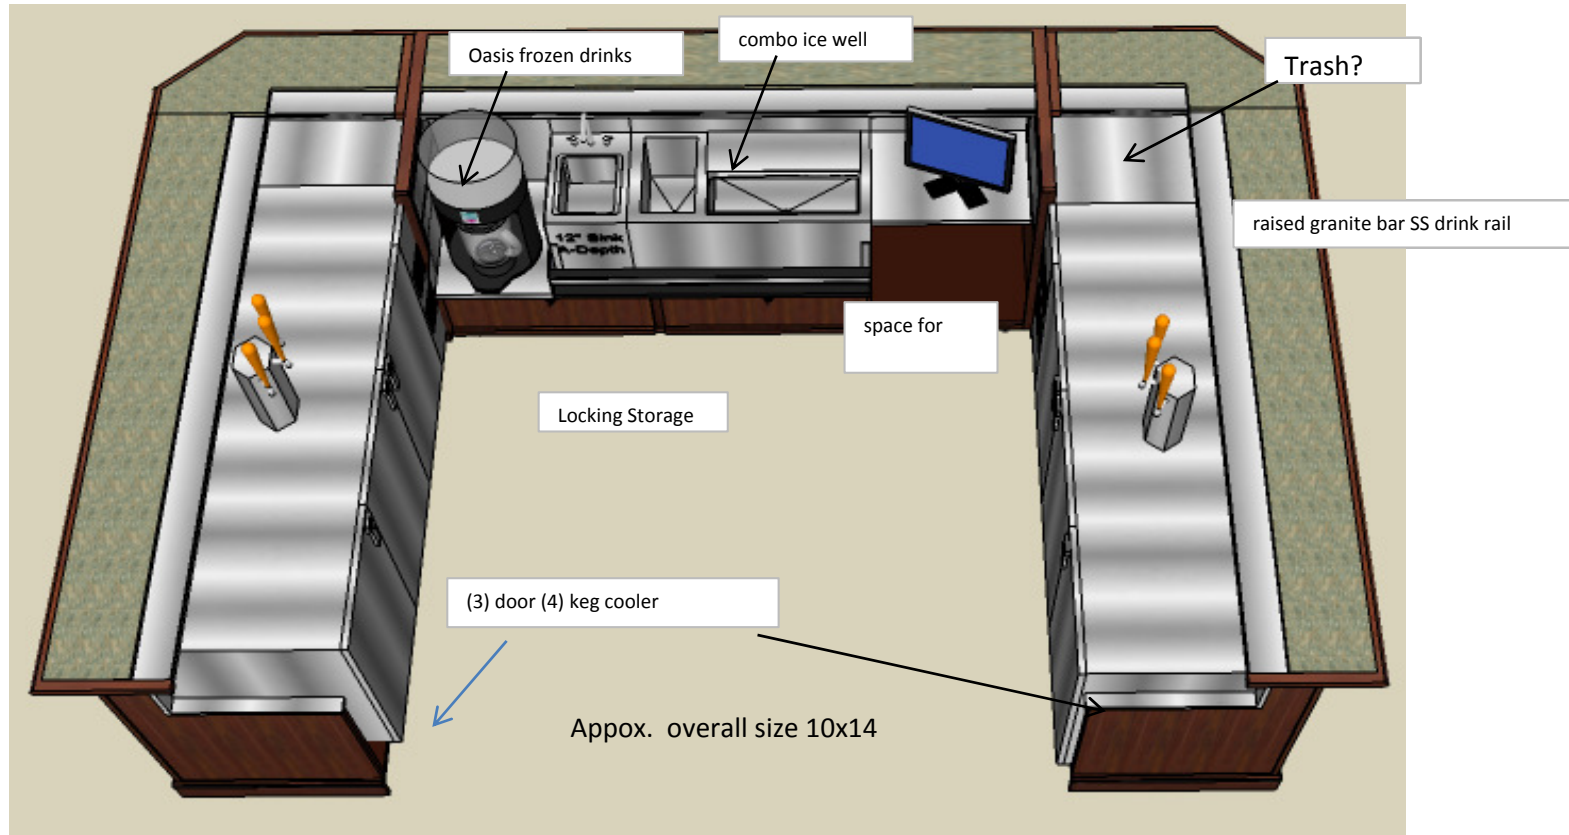 combo ice well
Oasis frozen drinks
Trash?
raised granite bar SS drink rail
12" Sink
A-Depth
space for
Locking Storage
(3) door (4) keg cooler
Appox. overall size 10x14